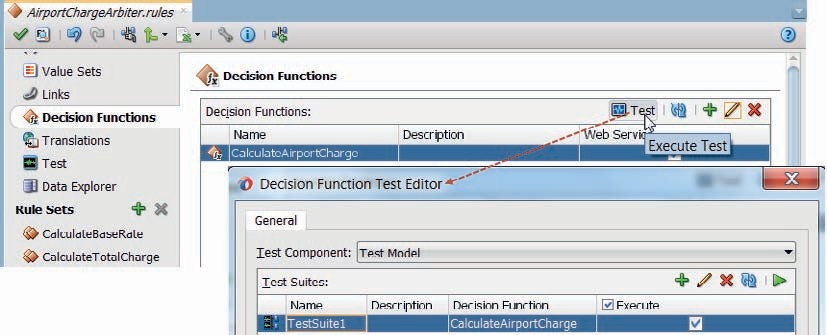 AirportChargeArbiter.rules
Value Sets
Links
Decision Functions
Translations
Test
Data Explorer
Rule Sets
CalculateBaseRate
CalculateTotalCharge
Decision Functions
Decision Functions:
Test
Name Description Web Servic
CalculateAirportCharge
Execute Test
Decision Function Test Editor
General
Test Component: Test Model
Test Suites:
Name Description Decision Function Execute
TestSuite1 CalculateAirportCharge